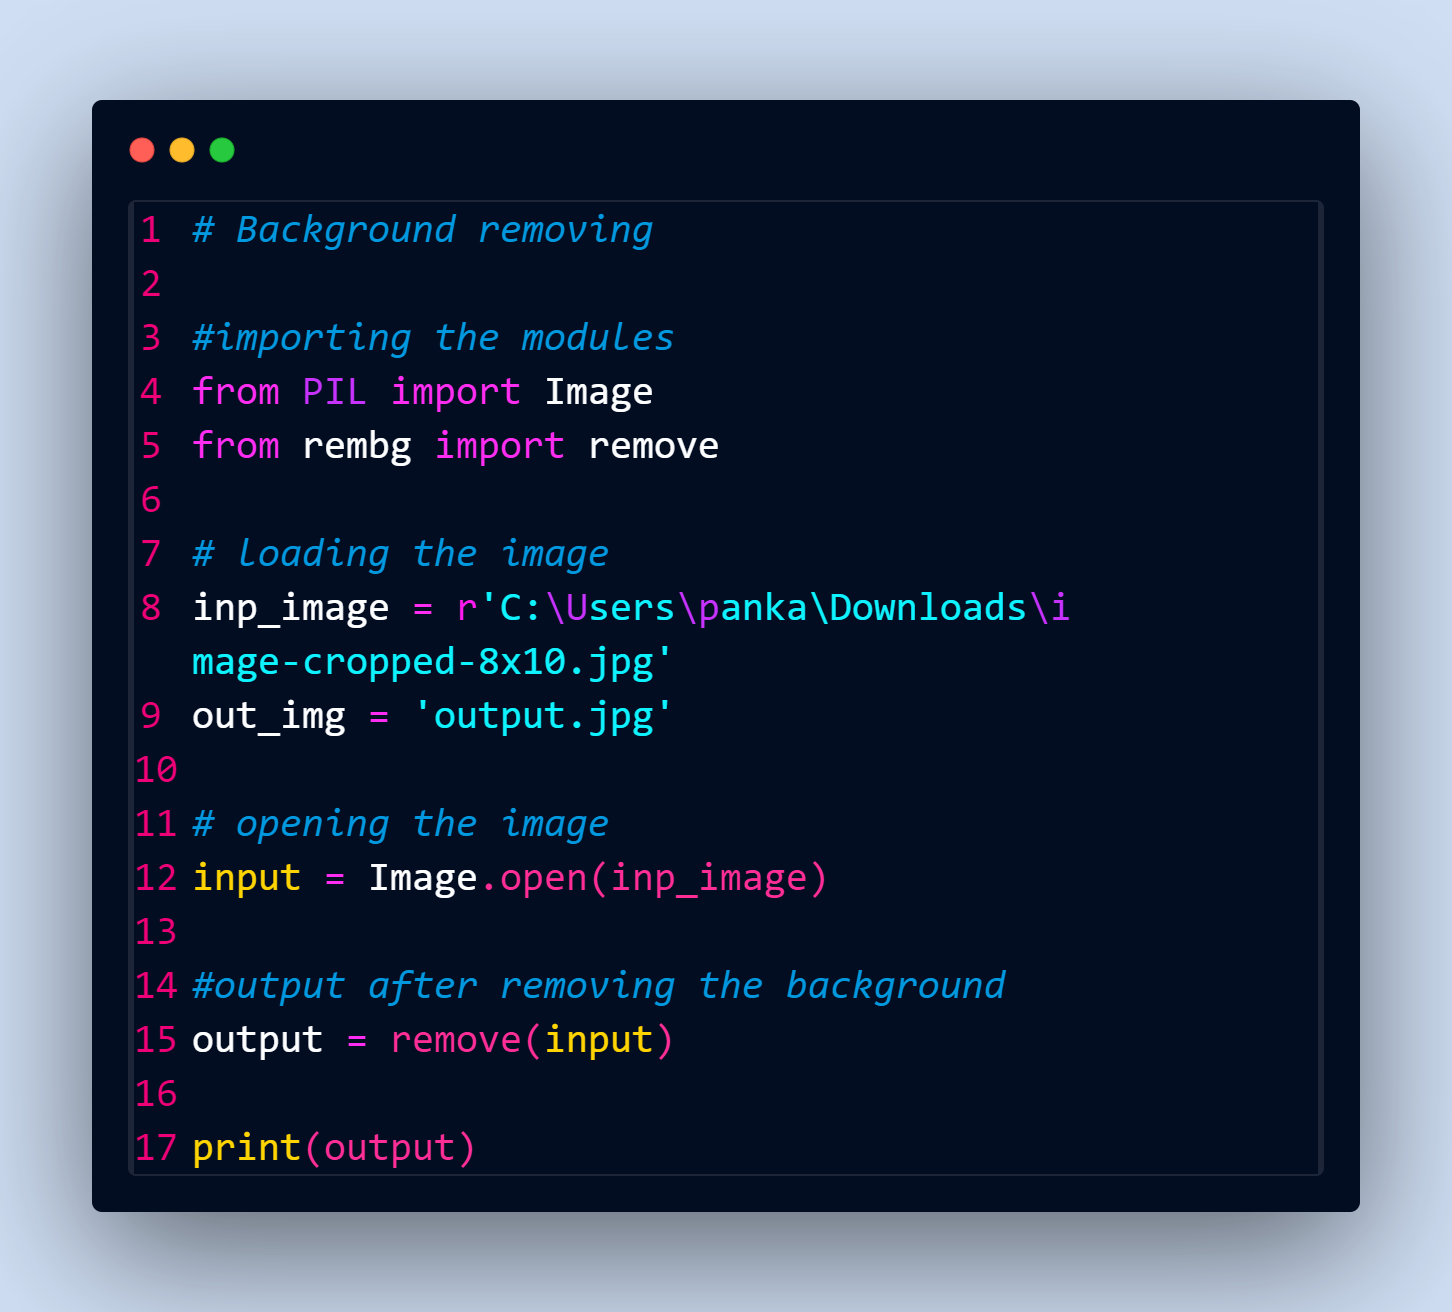 1 # Background removing
2
3 #importing the modules
4 from PIL import Image
5 from rembg import remove
6
7 # loading the image
8 inp_image = r'C:\Users\panka\Downloads\i
mage-cropped-8x10.jpg'
9 out_img = 'output.jpg'
10
11 # opening the image
12 input = Image.open(inp_image)
13
14 #output after removing the background
15 output = remove(input)
16
17 print(output)